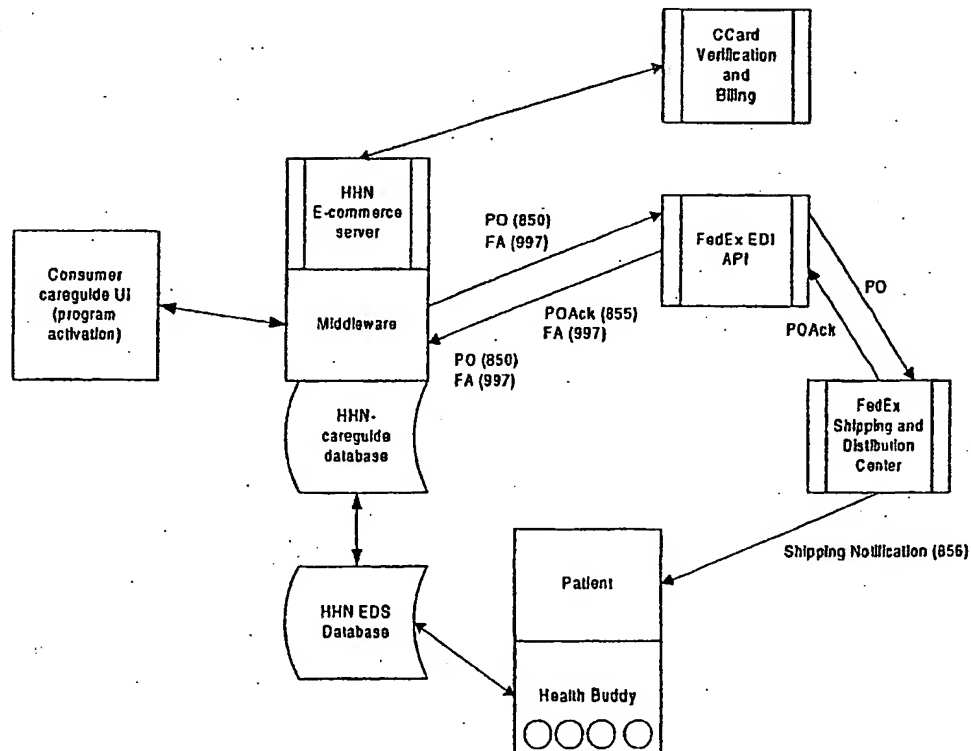 CCard
Verification
and
Billing
HHN
E-commerce
server
PO (850)
FA (997)
FedEx EDI
API
Consumer
careguide UI
(program
activation)
Middleware
PO
POAck (855)
FA (997)
POAck
PO (850)
FA (997)
HHN-
careguide
database
FedEx
Shipping and
Distibution
Center
Shipping Notification (856)
Patient
HHN EDS
Database
Health Buddy